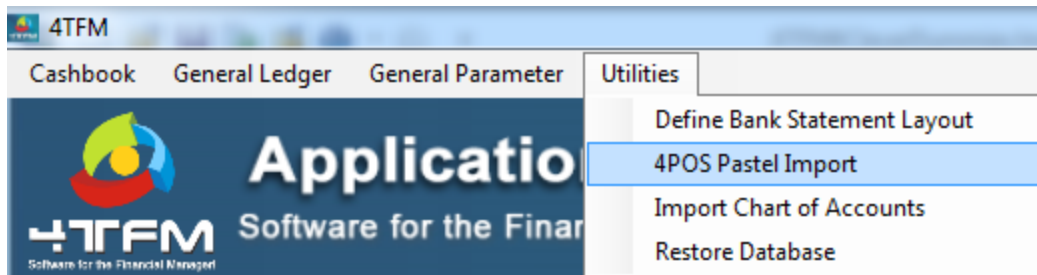 4TFM
Cashbook General Ledger General Parameter Utilities
Define Bank Statement Layout
4POS Pastel Import
Import Chart of Accounts
Restore Database
Applicatio
Software for the Finan
4TFM
Software for the Financial Manager!